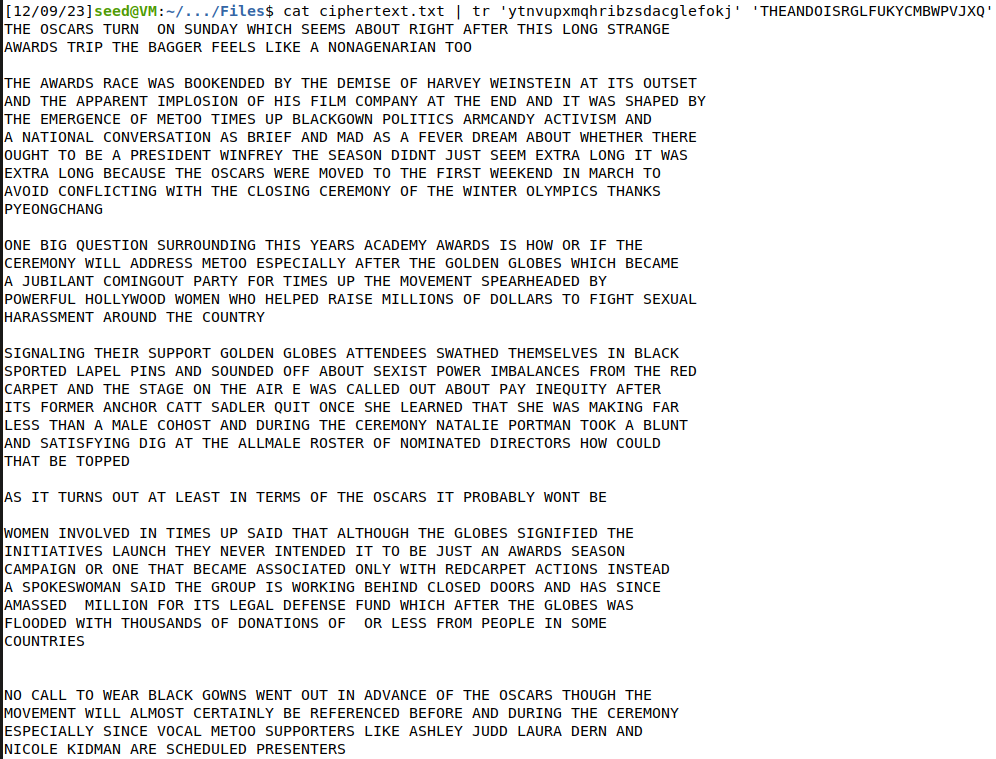 [12/09/23]seed@VM:~/.../Files$ cat ciphertext.txt | tr 'ytnvupxmqhribzsdacglefokj' 'THEANDOISRGLFUKYCMBWPVJXQ'
THE OSCARS TURN  ON SUNDAY WHICH SEEMS ABOUT RIGHT AFTER THIS LONG STRANGE
AWARDS TRIP THE BAGGER FEELS LIKE A NONAGENARIAN TOO

THE AWARDS RACE WAS BOOKENDED BY THE DEMISE OF HARVEY WEINSTEIN AT ITS OUTSET
AND THE APPARENT IMPLOSION OF HIS FILM COMPANY AT THE END AND IT WAS SHAPED BY
THE EMERGENCE OF METOO TIMES UP BLACKGOWN POLITICS ARMCANDY ACTIVISM AND
A NATIONAL CONVERSATION AS BRIEF AND MAD AS A FEVER DREAM ABOUT WHETHER THERE
OUGHT TO BE A PRESIDENT WINFREY THE SEASON DIDNT JUST SEEM EXTRA LONG IT WAS
EXTRA LONG BECAUSE THE OSCARS WERE MOVED TO THE FIRST WEEKEND IN MARCH TO
AVOID CONFLICTING WITH THE CLOSING CEREMONY OF THE WINTER OLYMPICS THANKS
PYEONGCHANG

ONE BIG QUESTION SURROUNDING THIS YEARS ACADEMY AWARDS IS HOW OR IF THE
CEREMONY WILL ADDRESS METOO ESPECIALLY AFTER THE GOLDEN GLOBES WHICH BECAME
A JUBILANT COMINGOUT PARTY FOR TIMES UP THE MOVEMENT SPEARHEADED BY
POWERFUL HOLLYWOOD WOMEN WHO HELPED RAISE MILLIONS OF DOLLARS TO FIGHT SEXUAL
HARASSMENT AROUND THE COUNTRY

SIGNALING THEIR SUPPORT GOLDEN GLOBES ATTENDEES SWATHED THEMSELVES IN BLACK
SPORTED LAPEL PINS AND SOUNDED OFF ABOUT SEXIST POWER IMBALANCES FROM THE RED
CARPET AND THE STAGE ON THE AIR E WAS CALLED OUT ABOUT PAY INEQUITY AFTER
ITS FORMER ANCHOR CATT SADLER QUIT ONCE SHE LEARNED THAT SHE WAS MAKING FAR
LESS THAN A MALE COHOST AND DURING THE CEREMONY NATALIE PORTMAN TOOK A BLUNT
AND SATISFYING DIG AT THE ALLMALE ROSTER OF NOMINATED DIRECTORS HOW COULD
THAT BE TOPPED

AS IT TURNS OUT AT LEAST IN TERMS OF THE OSCARS IT PROBABLY WONT BE

WOMEN INVOLVED IN TIMES UP SAID THAT ALTHOUGH THE GLOBES SIGNIFIED THE
INITIATIVES LAUNCH THEY NEVER INTENDED IT TO BE JUST AN AWARDS SEASON
CAMPAIGN OR ONE THAT BECAME ASSOCIATED ONLY WITH REDCARPET ACTIONS INSTEAD
A SPOKESWOMAN SAID THE GROUP IS WORKING BEHIND CLOSED DOORS AND HAS SINCE
AMASSED  MILLION FOR ITS LEGAL DEFENSE FUND WHICH AFTER THE GLOBES WAS
FLOODED WITH THOUSANDS OF DONATIONS OF  OR LESS FROM PEOPLE IN SOME
COUNTRIES

NO CALL TO WEAR BLACK GOWNS WENT OUT IN ADVANCE OF THE OSCARS THOUGH THE
MOVEMENT WILL ALMOST CERTAINLY BE REFERENCED BEFORE AND DURING THE CEREMONY
ESPECIALLY SINCE VOCAL METOO SUPPORTERS LIKE ASHLEY JUDD LAURA DERN AND
NICOLE KIDMAN ARE SCHEDULED PRESENTERS